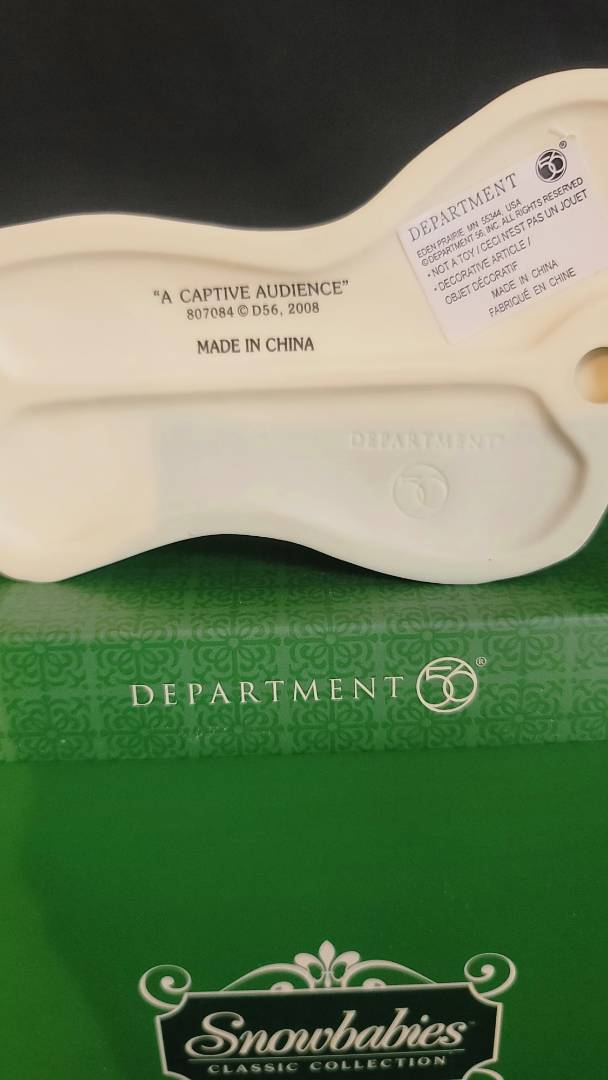 "A CAPTIVE AUDIENCE"
807084 © D56, 2008
MADE IN CHINA
DEPARTMENT 56®
EDEN PRAIRIE, MN 55344, USA
©DEPARTMENT 56, INC. ALL RIGHTS RESERVED
• NOT A TOY / CECI N'EST PAS UN JOUET
• DECORATIVE ARTICLE /
OBJET DÉCORATIF
MADE IN CHINA
FABRIQUÉ EN CHINE
DEPARTMENT
56
DEPARTMENT 56®
Snowbabies™
CLASSIC COLLECTION